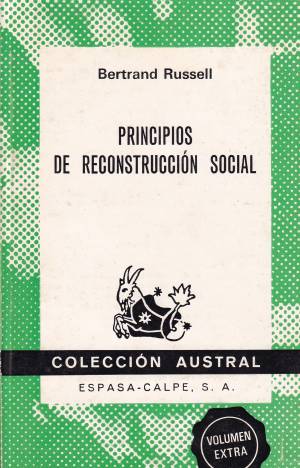 Bertrand Russell
PRINCIPIOS
DE RECONSTRUCCIÓN SOCIAL
COLECCIÓN AUSTRAL
ESPASA-CALPE, S. A.
VOLUMEN
EXTRA